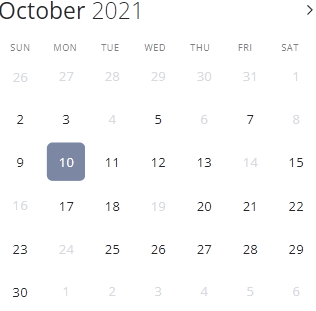 October 2021
SUN MON TUE WED THU FRI SAT
26 27 28 29 30 31 1
2 3 4 5 6 7 8
9 10 11 12 13 14 15
16 17 18 19 20 21 22
23 24 25 26 27 28 29
30 1 2 3 4 5 6